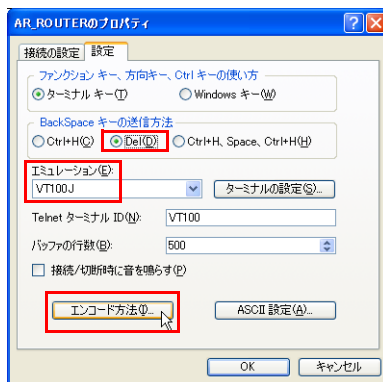 AR_ROUTERのプロパティ
接続の設定 設定
ファンクション キー、方向キー、Ctrl キーの使い方
ターミナル キー(T) Windows キー(W)
BackSpace キーの送信方法
Ctrl+H(C) Del(D) Ctrl+H、Space、Ctrl+H(H)
エミュレーション(E):
VT100J ターミナルの設定(S)...
Telnet ターミナル ID(N): VT100
バッファの行数(B): 500
接続/切断時に音を鳴らす(P)
エンコード方法(I)... ASCII 設定(A)...
OK キャンセル